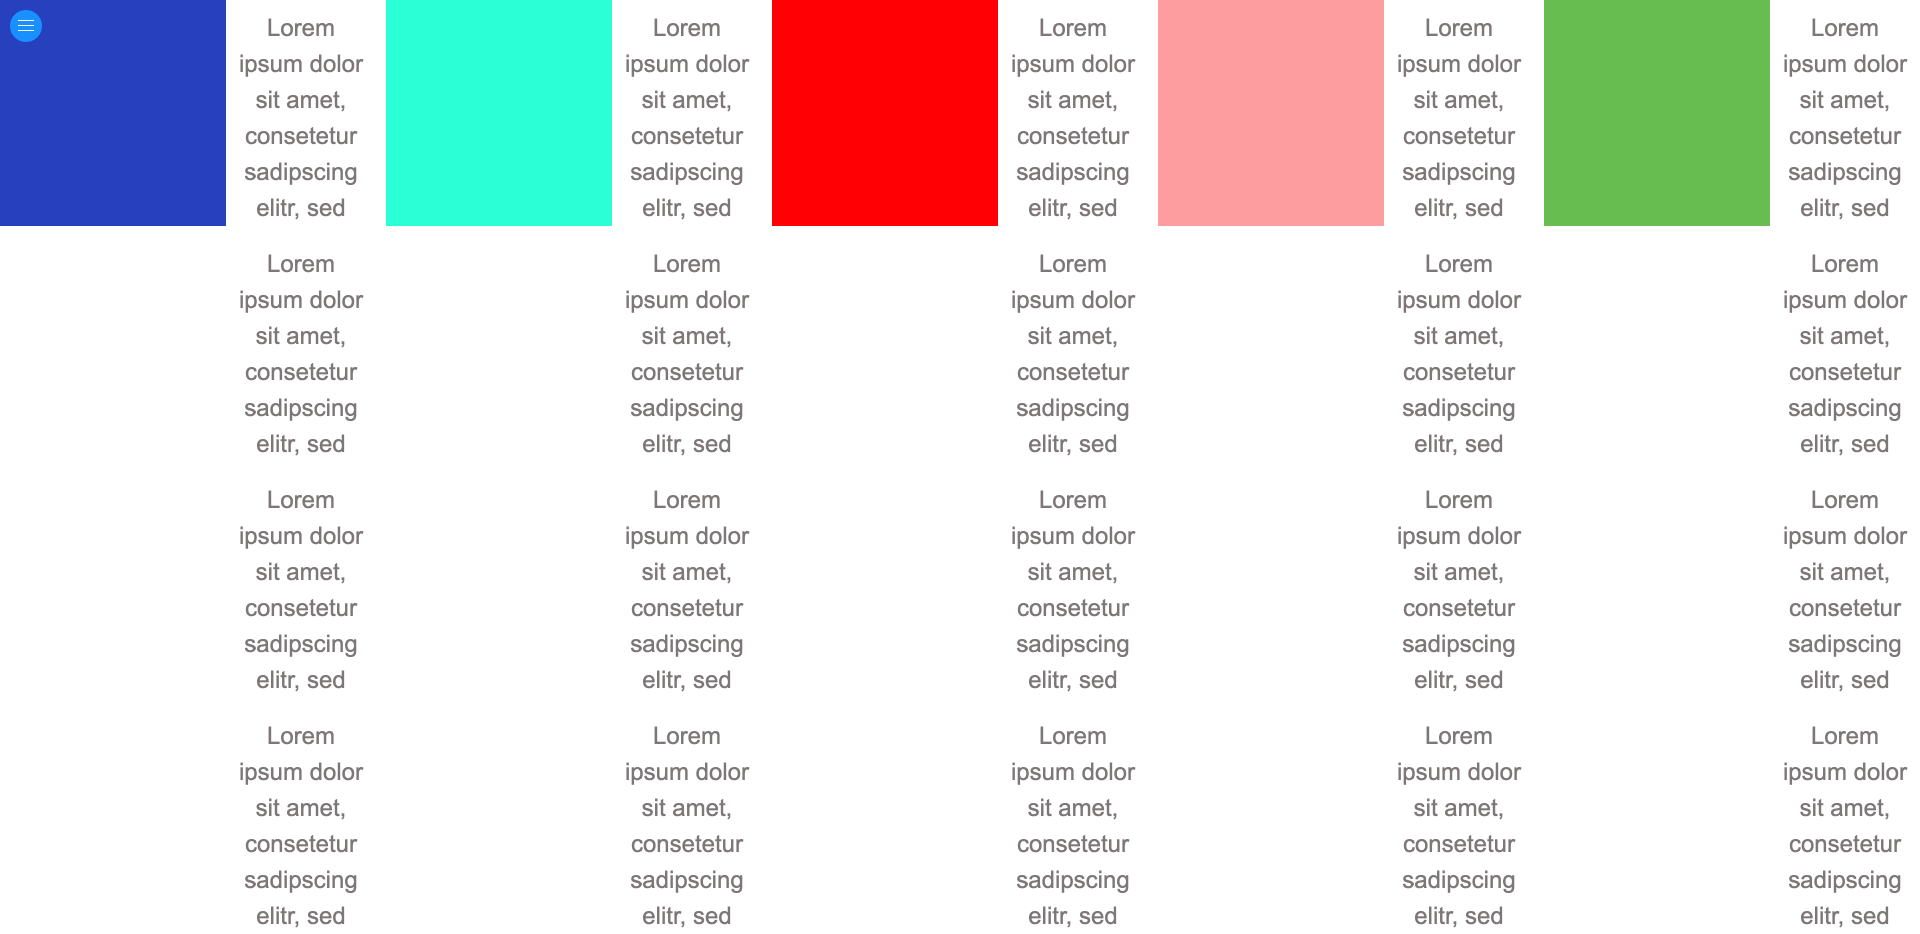 Lorem
ipsum dolor
sit amet,
consetetur
sadipscing
elitr, sed
Lorem
ipsum dolor
sit amet,
consetetur
sadipscing
elitr, sed
Lorem
ipsum dolor
sit amet,
consetetur
sadipscing
elitr, sed
Lorem
ipsum dolor
sit amet,
consetetur
sadipscing
elitr, sed
Lorem
ipsum dolor
sit amet,
consetetur
sadipscing
elitr, sed
Lorem
ipsum dolor
sit amet,
consetetur
sadipscing
elitr, sed
Lorem
ipsum dolor
sit amet,
consetetur
sadipscing
elitr, sed
Lorem
ipsum dolor
sit amet,
consetetur
sadipscing
elitr, sed
Lorem
ipsum dolor
sit amet,
consetetur
sadipscing
elitr, sed
Lorem
ipsum dolor
sit amet,
consetetur
sadipscing
elitr, sed
Lorem
ipsum dolor
sit amet,
consetetur
sadipscing
elitr, sed
Lorem
ipsum dolor
sit amet,
consetetur
sadipscing
elitr, sed
Lorem
ipsum dolor
sit amet,
consetetur
sadipscing
elitr, sed
Lorem
ipsum dolor
sit amet,
consetetur
sadipscing
elitr, sed
Lorem
ipsum dolor
sit amet,
consetetur
sadipscing
elitr, sed
Lorem
ipsum dolor
sit amet,
consetetur
sadipscing
elitr, sed
Lorem
ipsum dolor
sit amet,
consetetur
sadipscing
elitr, sed
Lorem
ipsum dolor
sit amet,
consetetur
sadipscing
elitr, sed
Lorem
ipsum dolor
sit amet,
consetetur
sadipscing
elitr, sed
Lorem
ipsum dolor
sit amet,
consetetur
sadipscing
elitr, sed